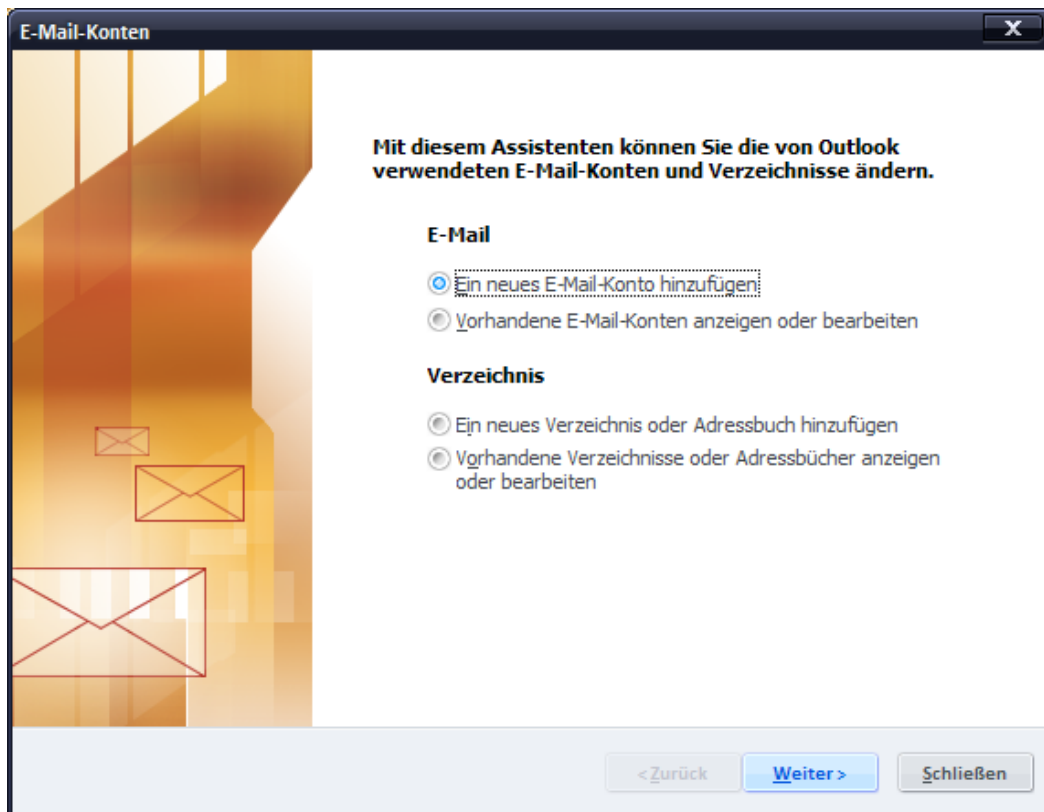 E-Mail-Konten
Mit diesem Assistenten können Sie die von Outlook
verwendeten E-Mail-Konten und Verzeichnisse ändern.
E-Mail
Ein neues E-Mail-Konto hinzufügen
Vorhandene E-Mail-Konten anzeigen oder bearbeiten
Verzeichnis
Ein neues Verzeichnis oder Adressbuch hinzufügen
Vorhandene Verzeichnisse oder Adressbücher anzeigen
oder bearbeiten
< Zurück
Weiter >
Schließen